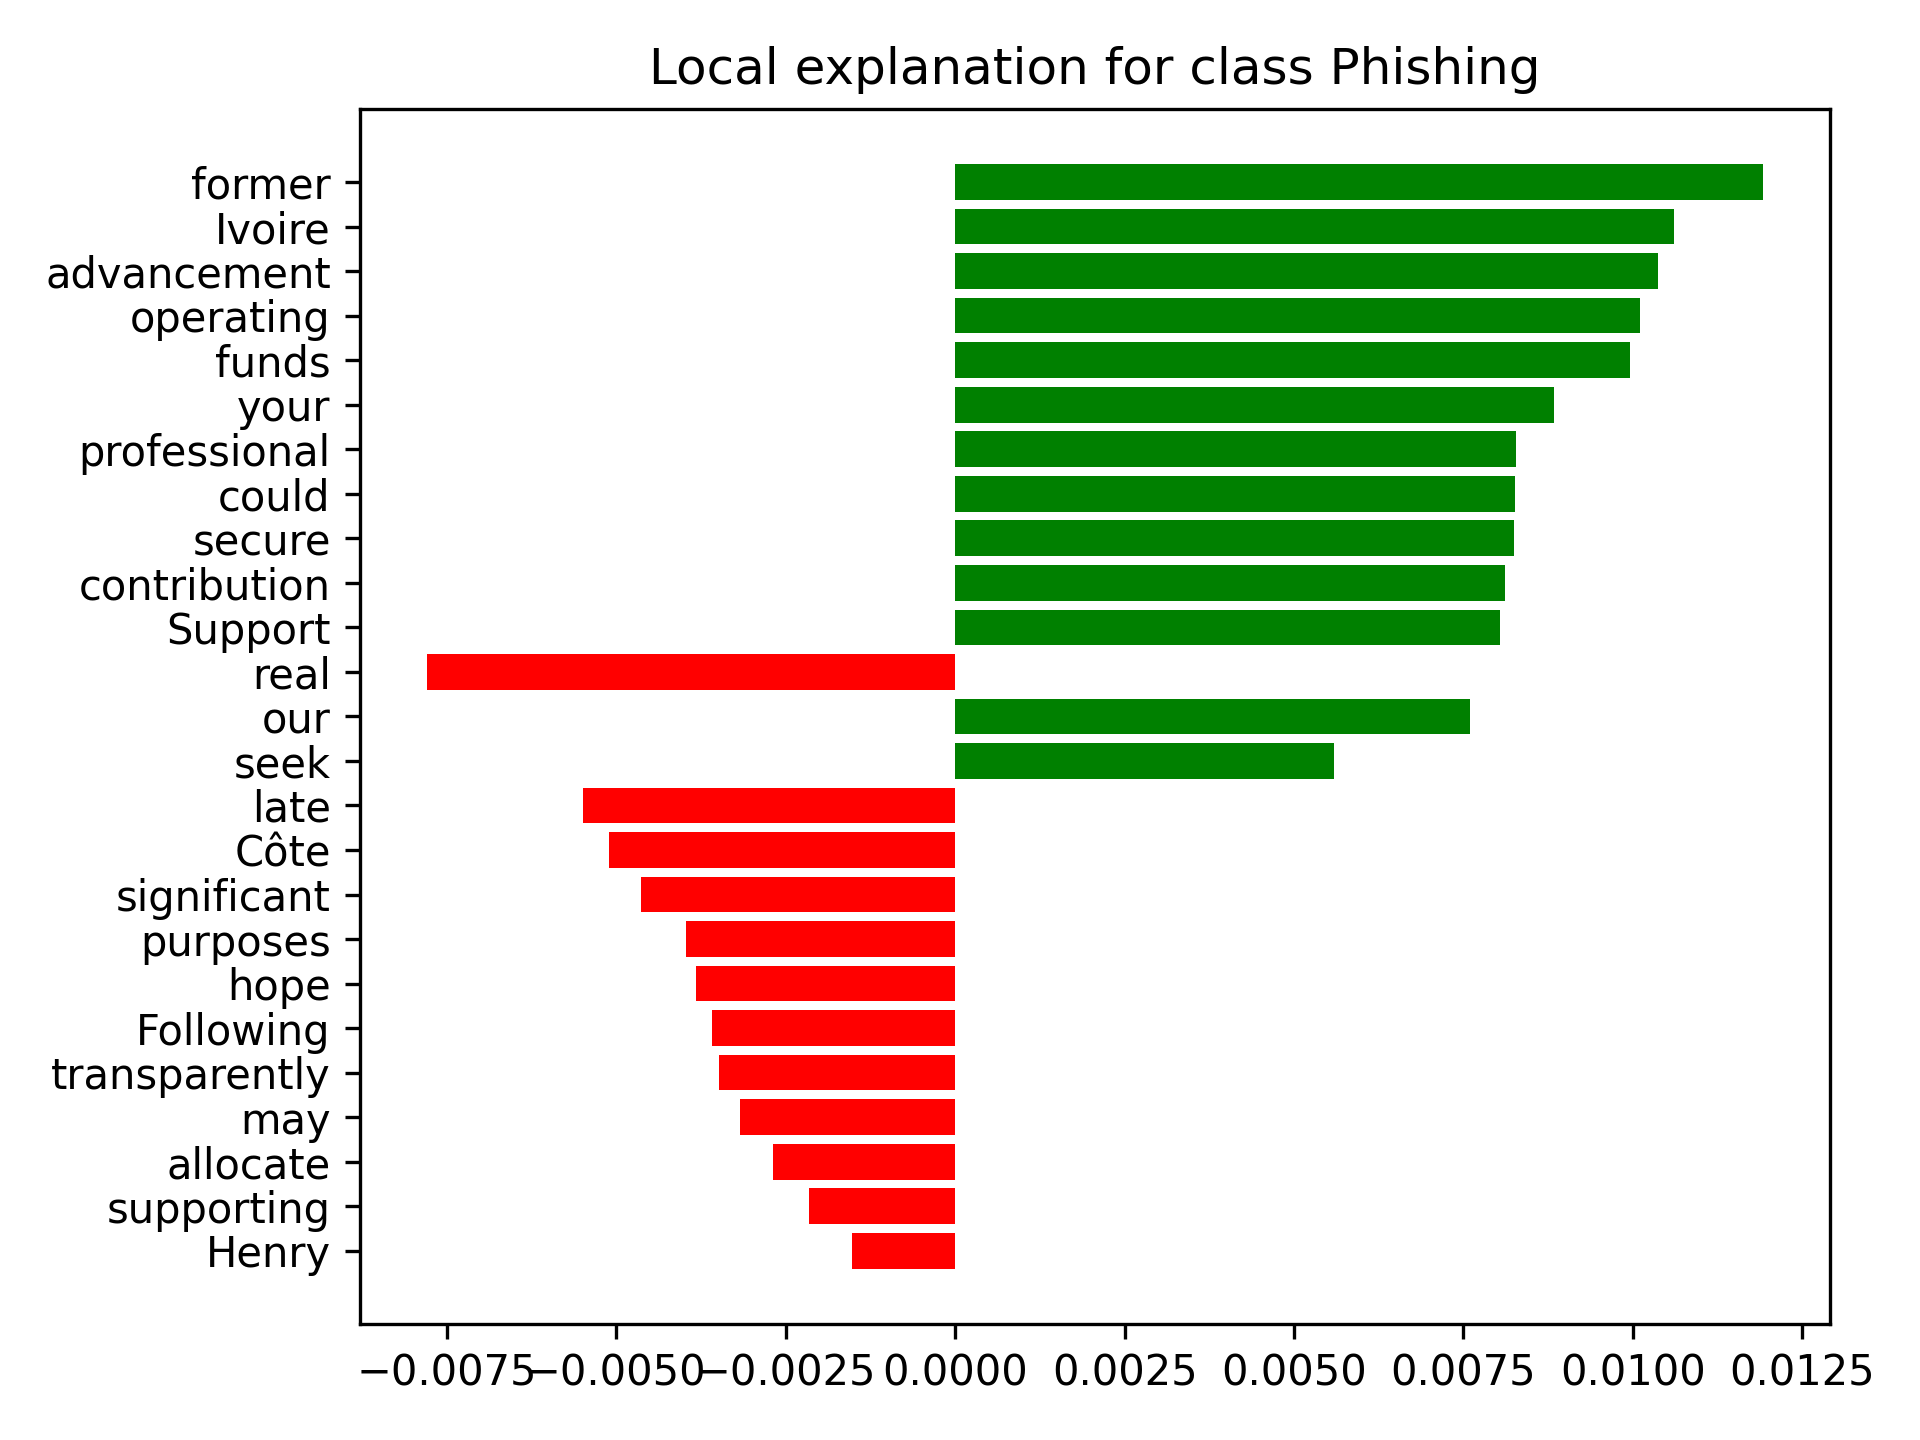 Local explanation for class Phishing
former
Ivoire
advancement
operating
funds
your
professional
could
secure
contribution
Support
real
our
seek
late
Côte
significant
purposes
hope
Following
transparently
may
allocate
supporting
Henry
−0.0075 −0.0050 −0.0025 0.0000 0.0025 0.0050 0.0075 0.0100 0.0125